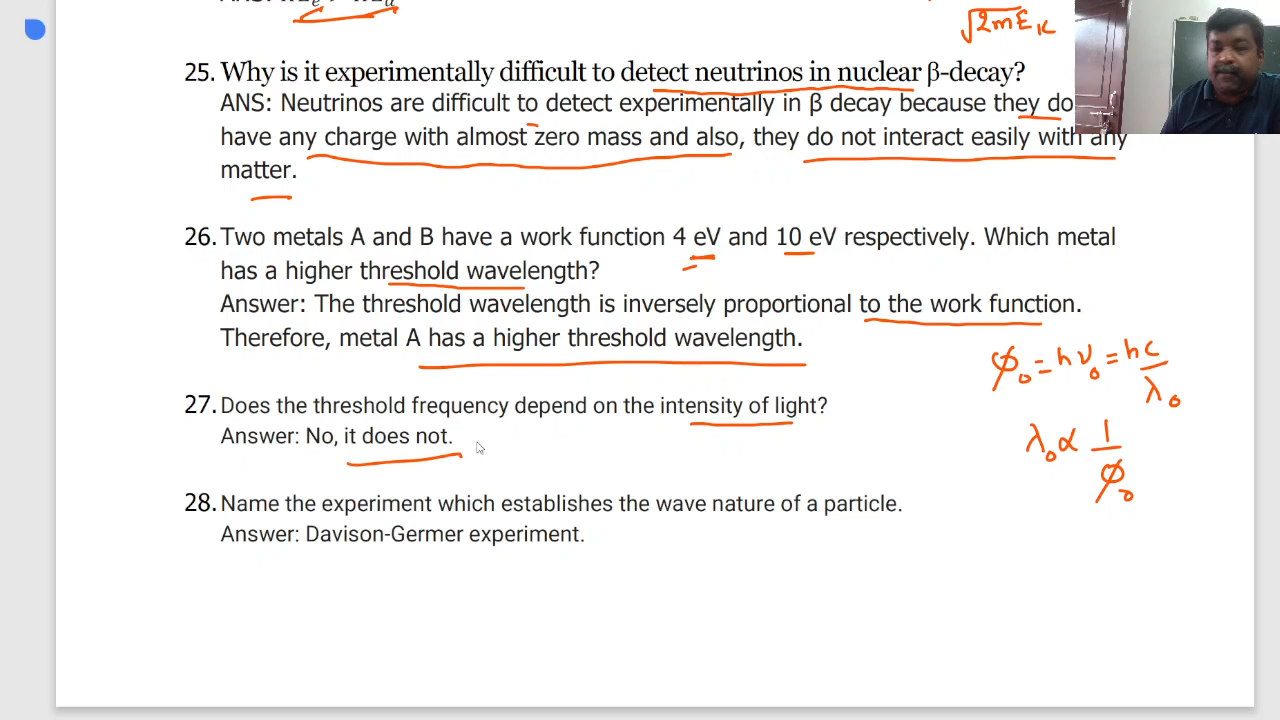 √2mEK
25. Why is it experimentally difficult to detect neutrinos in nuclear β-decay?
ANS: Neutrinos are difficult to detect experimentally in β decay because they do
have any charge with almost zero mass and also, they do not interact easily with any
matter.
26. Two metals A and B have a work function 4 eV and 10 eV respectively. Which metal
has a higher threshold wavelength?
Answer: The threshold wavelength is inversely proportional to the work function.
Therefore, metal A has a higher threshold wavelength.
ϕ₀ = hν₀ = hc/λ₀
27. Does the threshold frequency depend on the intensity of light?
Answer: No, it does not.
λ₀ ∝ 1/ϕ₀
28. Name the experiment which establishes the wave nature of a particle.
Answer: Davison-Germer experiment.